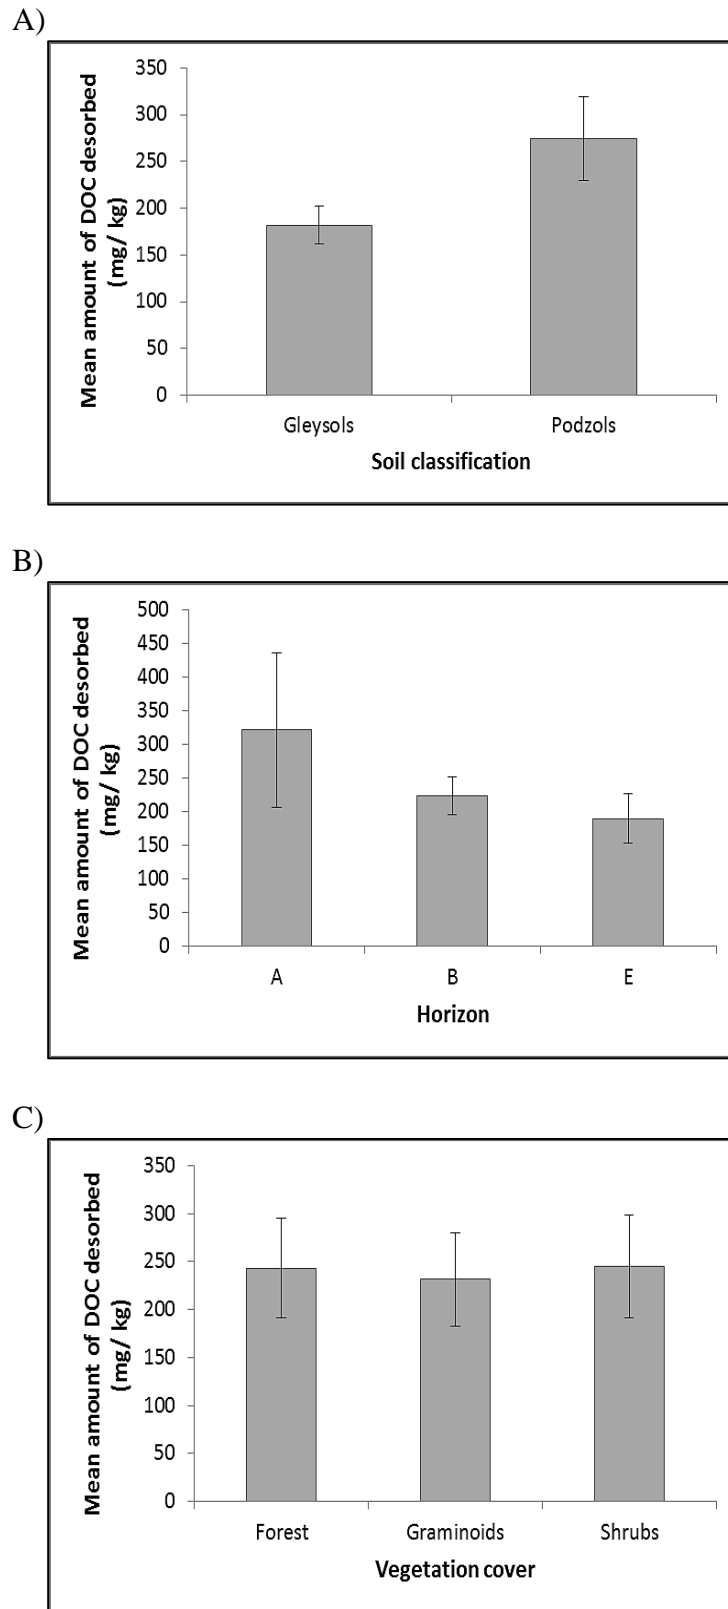 A)
Mean amount of DOC desorbed
(mg/ kg)
350
300
250
200
150
100
50
0
Gleysols Podzols
Soil classification
B)
Mean amount of DOC desorbed
(mg/ kg)
500
450
400
350
300
250
200
150
100
50
0
A B E
Horizon
C)
Mean amount of DOC desorbed
(mg/ kg)
350
300
250
200
150
100
50
0
Forest Graminoids Shrubs
Vegetation cover